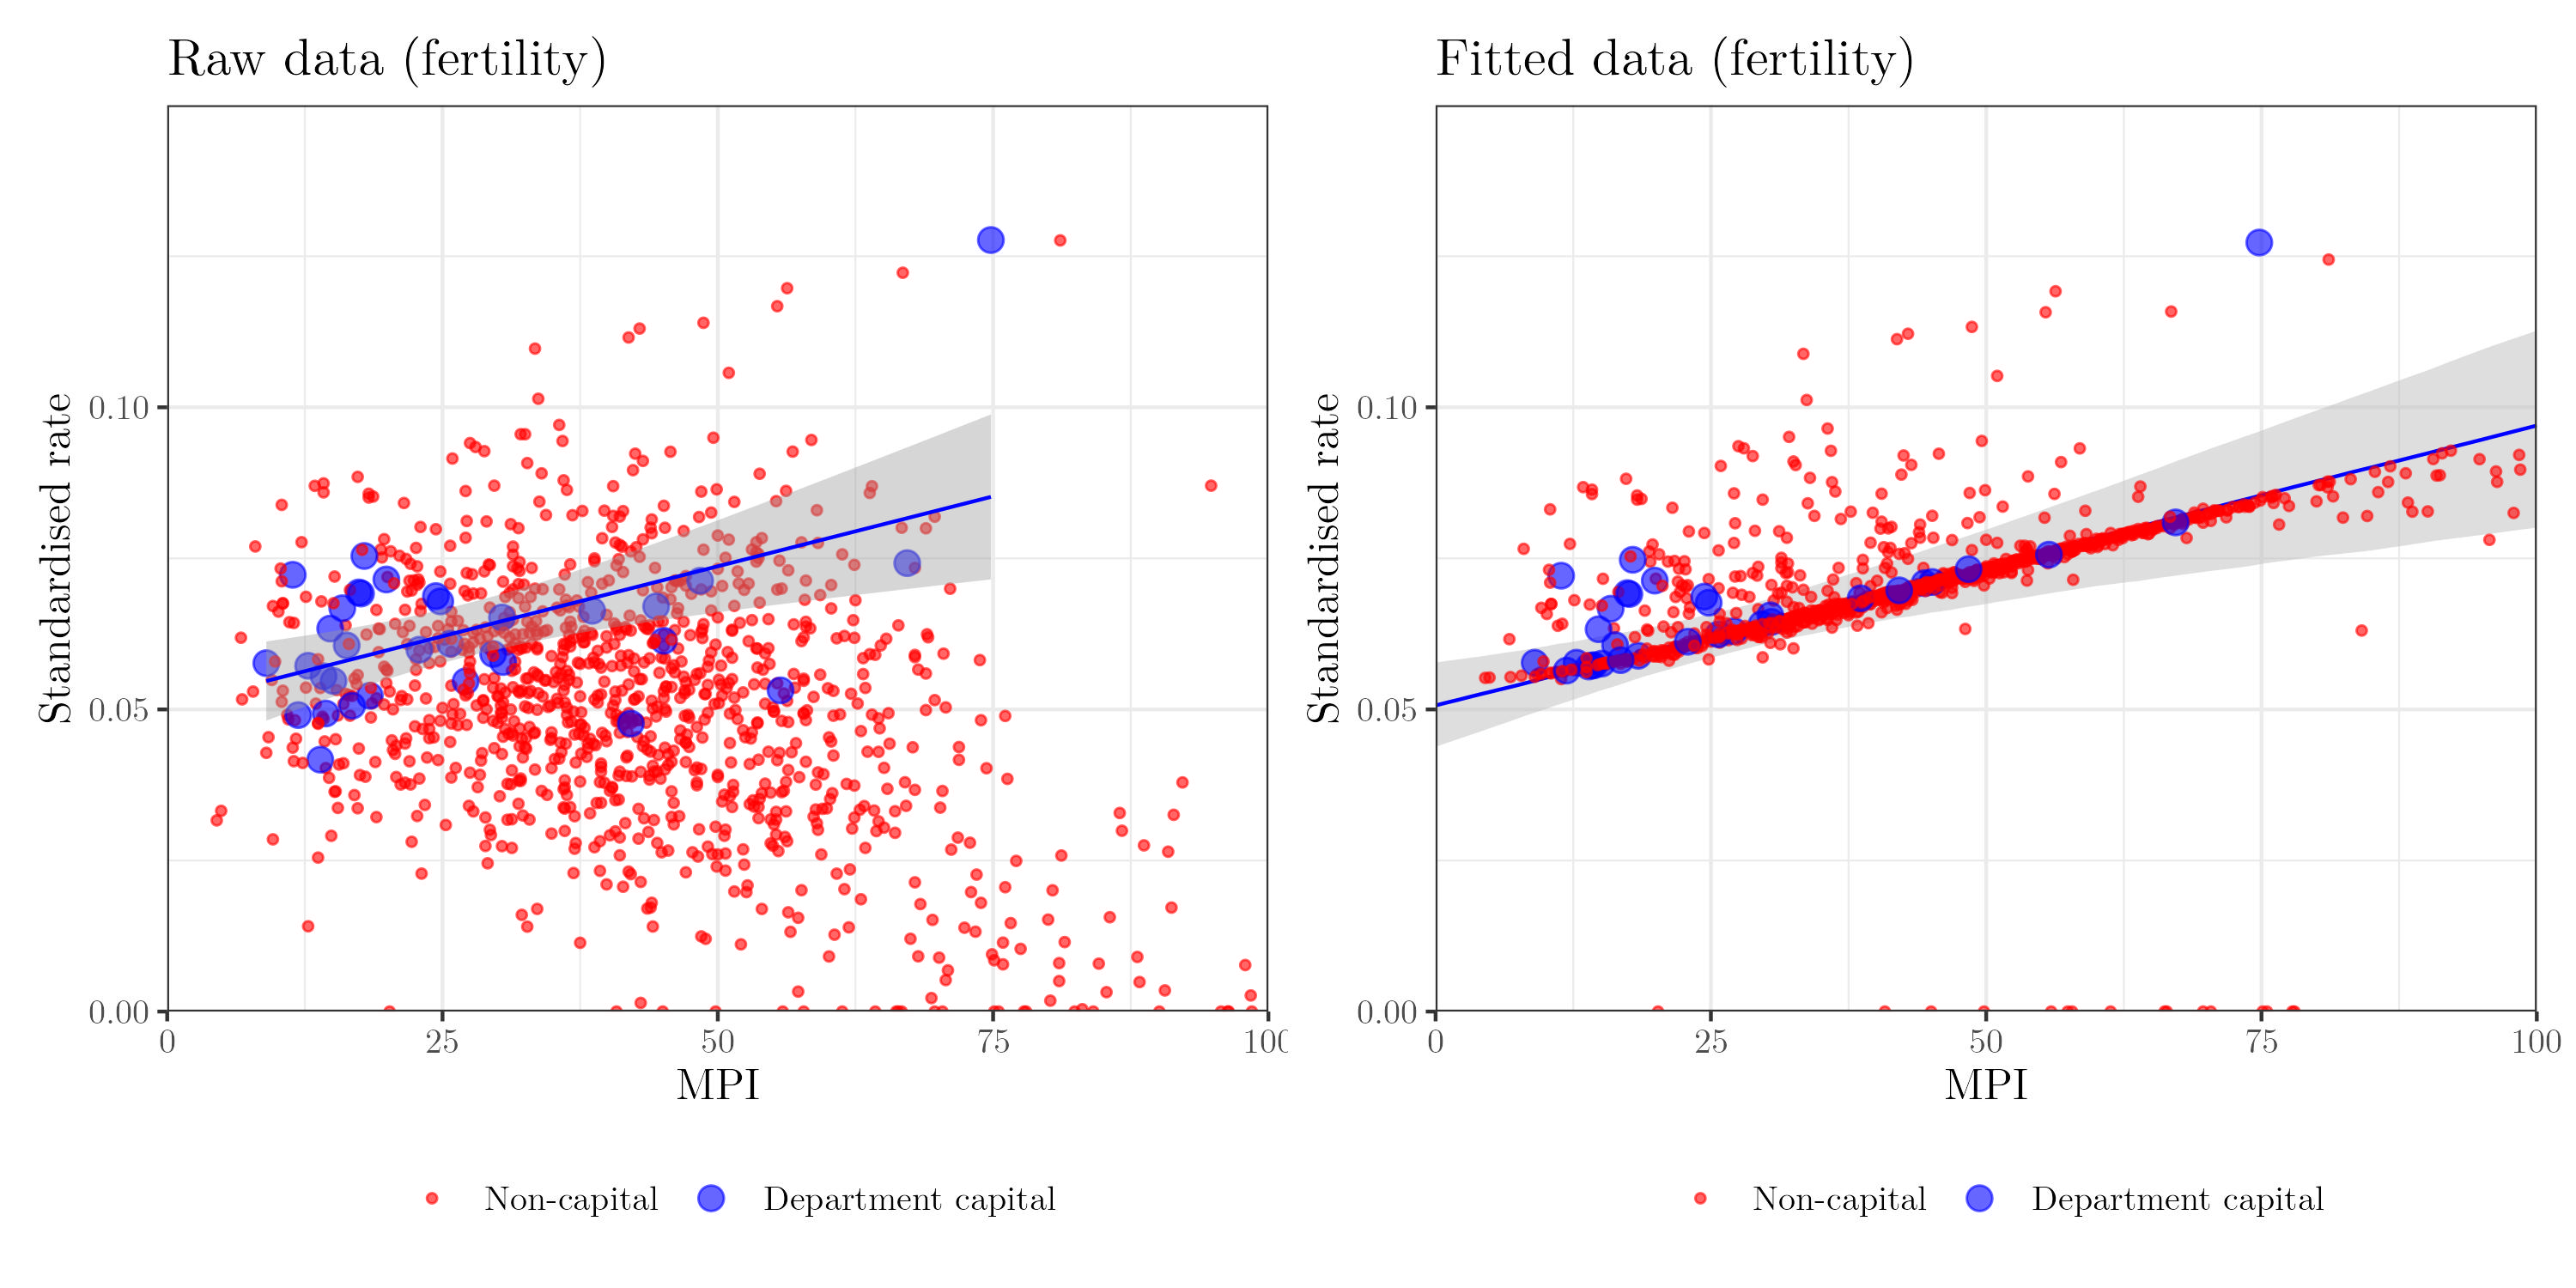 Raw data (fertility)
Standardised rate
0.10
0.05
0.00
0 25 50 75 100
MPI
Non-capital Department capital
Fitted data (fertility)
Standardised rate
0.10
0.05
0.00
0 25 50 75 100
MPI
Non-capital Department capital